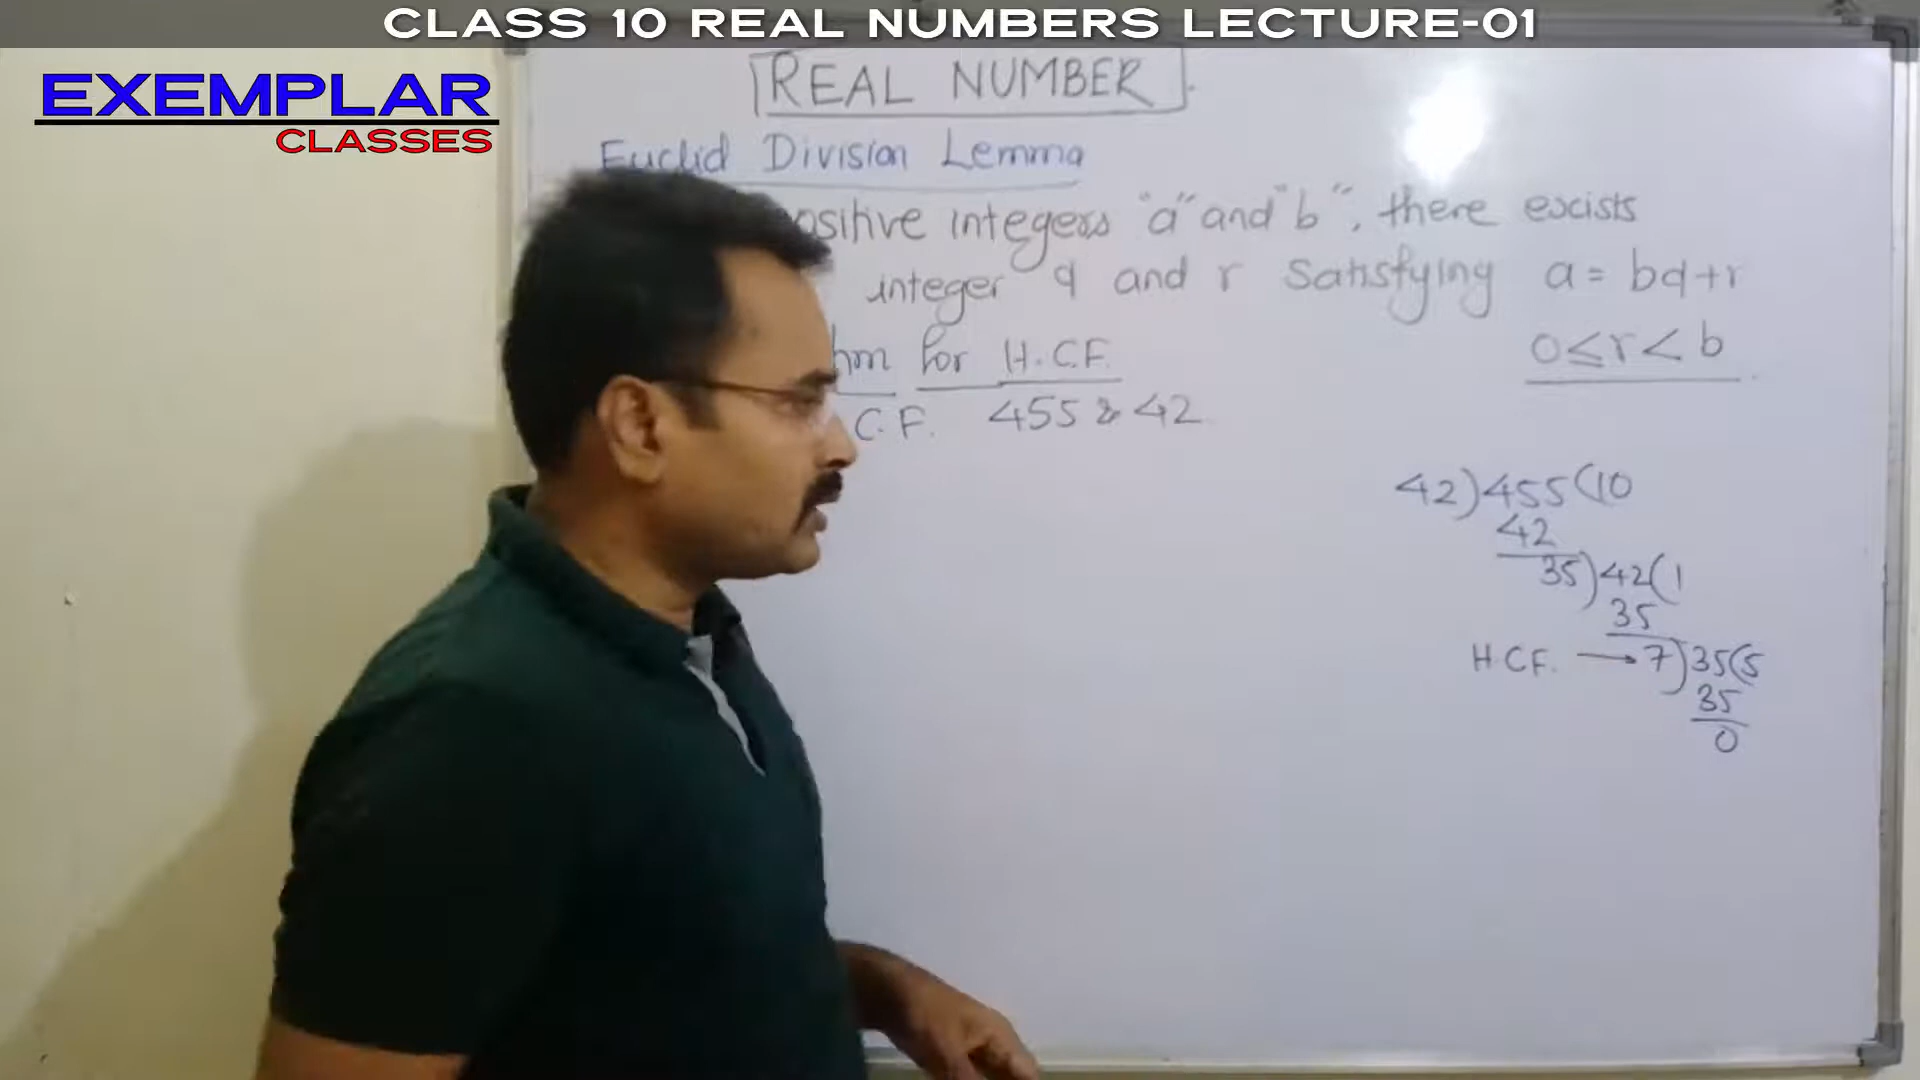 CLASS 10 REAL NUMBERS LECTURE-01
EXEMPLAR
CLASSES
REAL NUMBER
Euclid Division Lemma
integers "a" and "b", there excists
integer q and r Satisfying a = bq+r
0≤r<b
for H.C.F.
C.F. 455 & 42
42)455(10
42
35)42(1
35
H.C.F. → 7)35(5
35
0